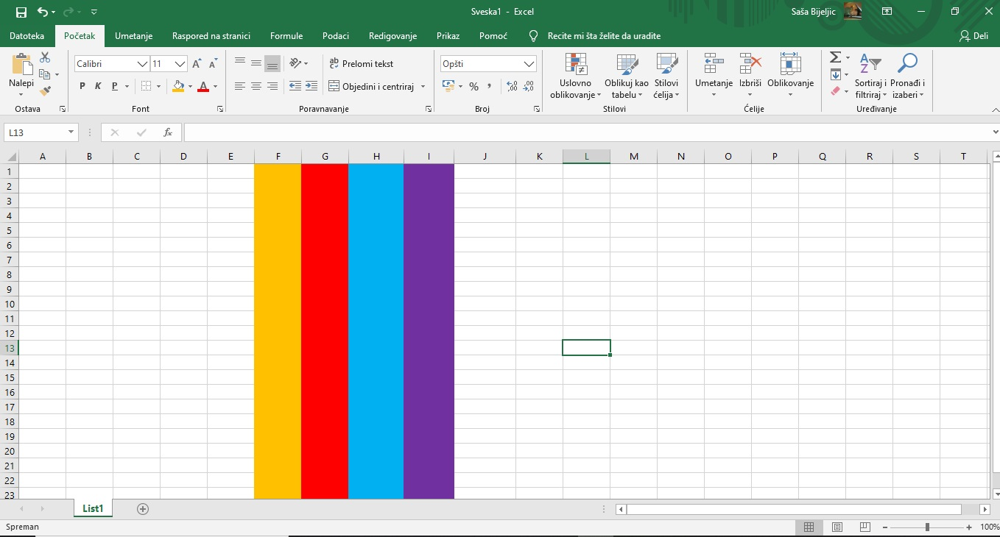 Sveska1 - Excel
Saša Bijeljic
Datoteka Početak Umetanje Raspored na stranici Formule Podaci Redigovanje Prikaz Pomoć Recite mi šta želite da uradite Deli
Nalepi
Ostava
Calibri 11 A A
P K P A
Font
ab c Prelomi tekst
Objedini i centriraj
Poravnavanje
Opšti
% , ,00 ,0 ,00
Broj
Uslovno oblikovanje
Oblikuj kao tabelu
Stilovi ćelija
Stilovi
Umetanje Izbriši Oblikovanje
Ćelije
Σ
A Z
Sortiraj i filtriraj
Pronađi i izaberi
Uređivanje
L13 fx
A B C D E F G H I J K L M N O P Q R S T
1
2
3
4
5
6
7
8
9
10
11
12
13
14
15
16
17
18
19
20
21
22
23
List1
Spreman 100%